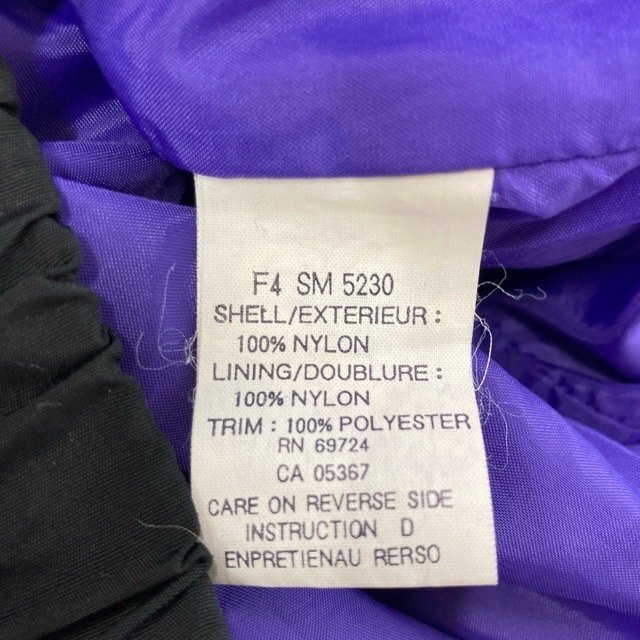 F4 SM 5230
SHELL/EXTERIEUR :
100% NYLON
LINING/DOUBLURE :
100% NYLON
TRIM : 100% POLYESTER
RN 69724
CA 05367
CARE ON REVERSE SIDE
INSTRUCTION D
ENPRETIENAU RERSO